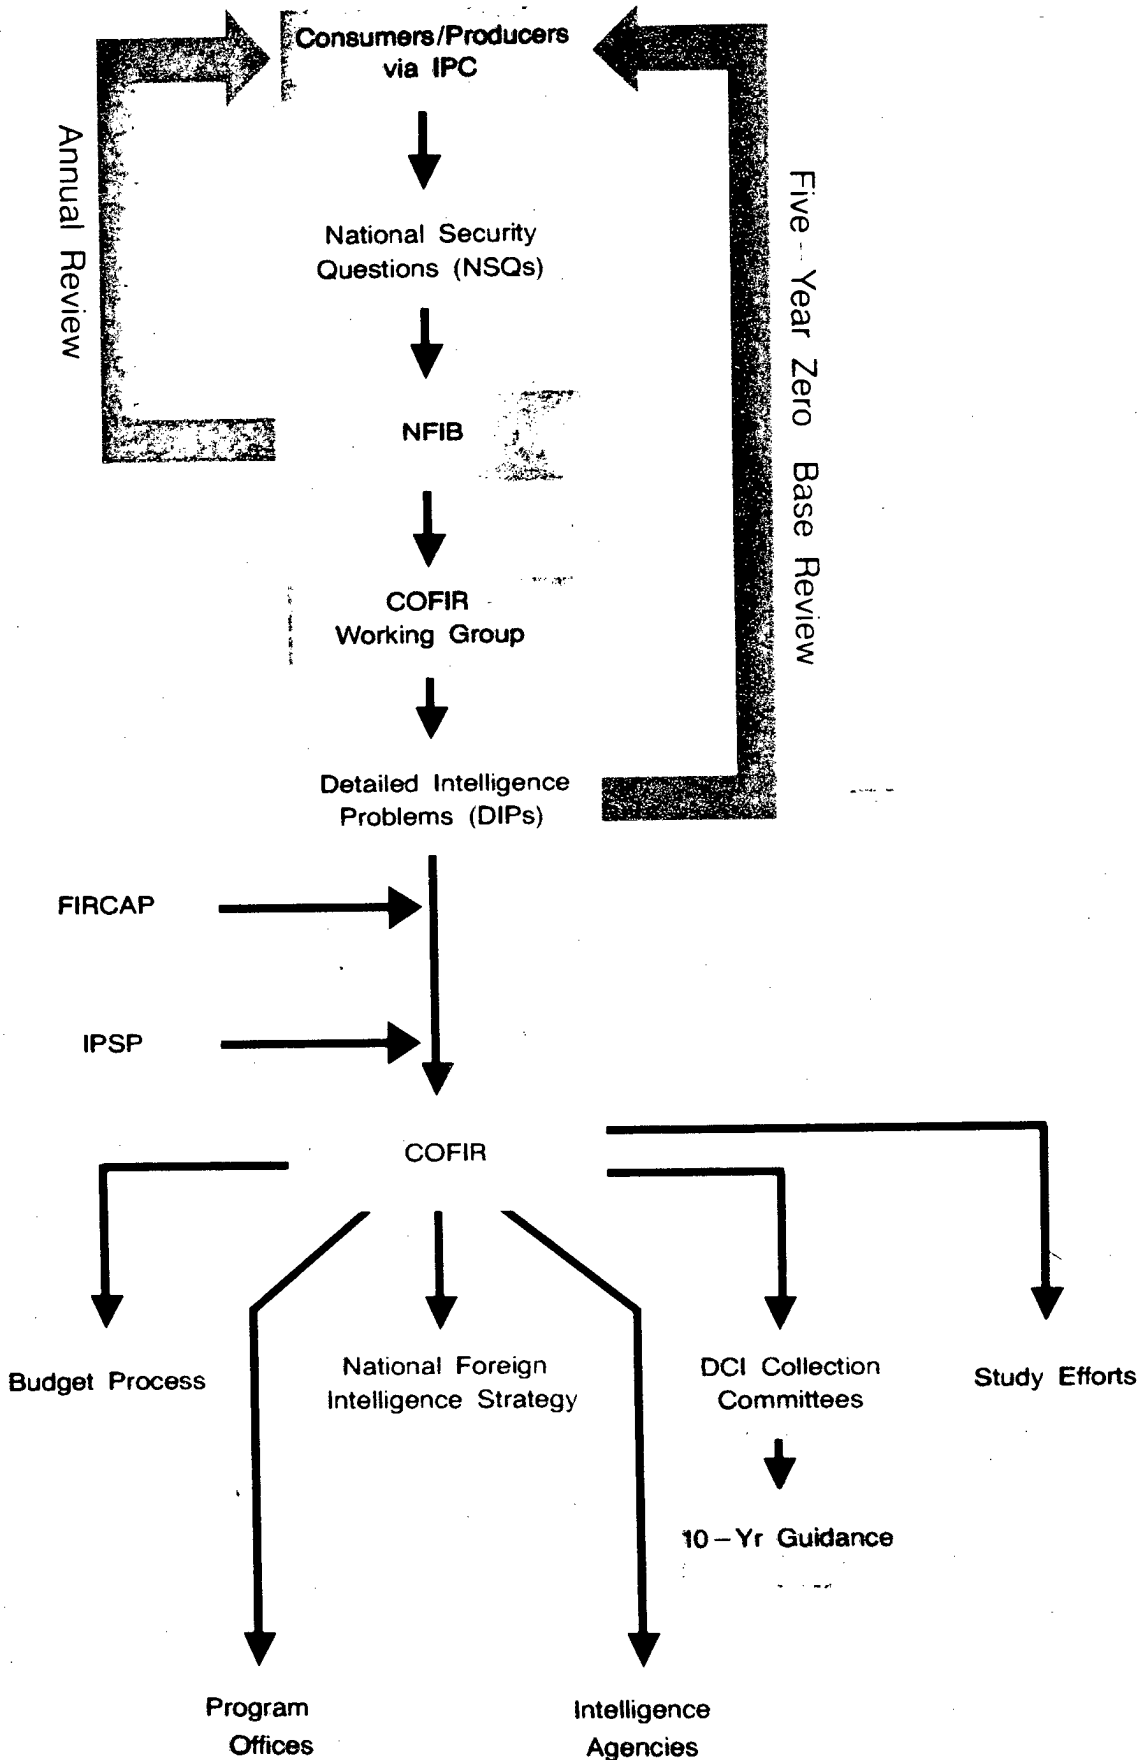 Consumers/Producers
via IPC
Annual Review
Five-Year Zero Base Review
National Security
Questions (NSQs)
NFIB
COFIR
Working Group
Detailed Intelligence
Problems (DIPs)
FIRCAP
IPSP
COFIR
Budget Process
National Foreign
Intelligence Strategy
DCI Collection
Committees
Study Efforts
10-Yr Guidance
Program
Offices
Intelligence
Agencies